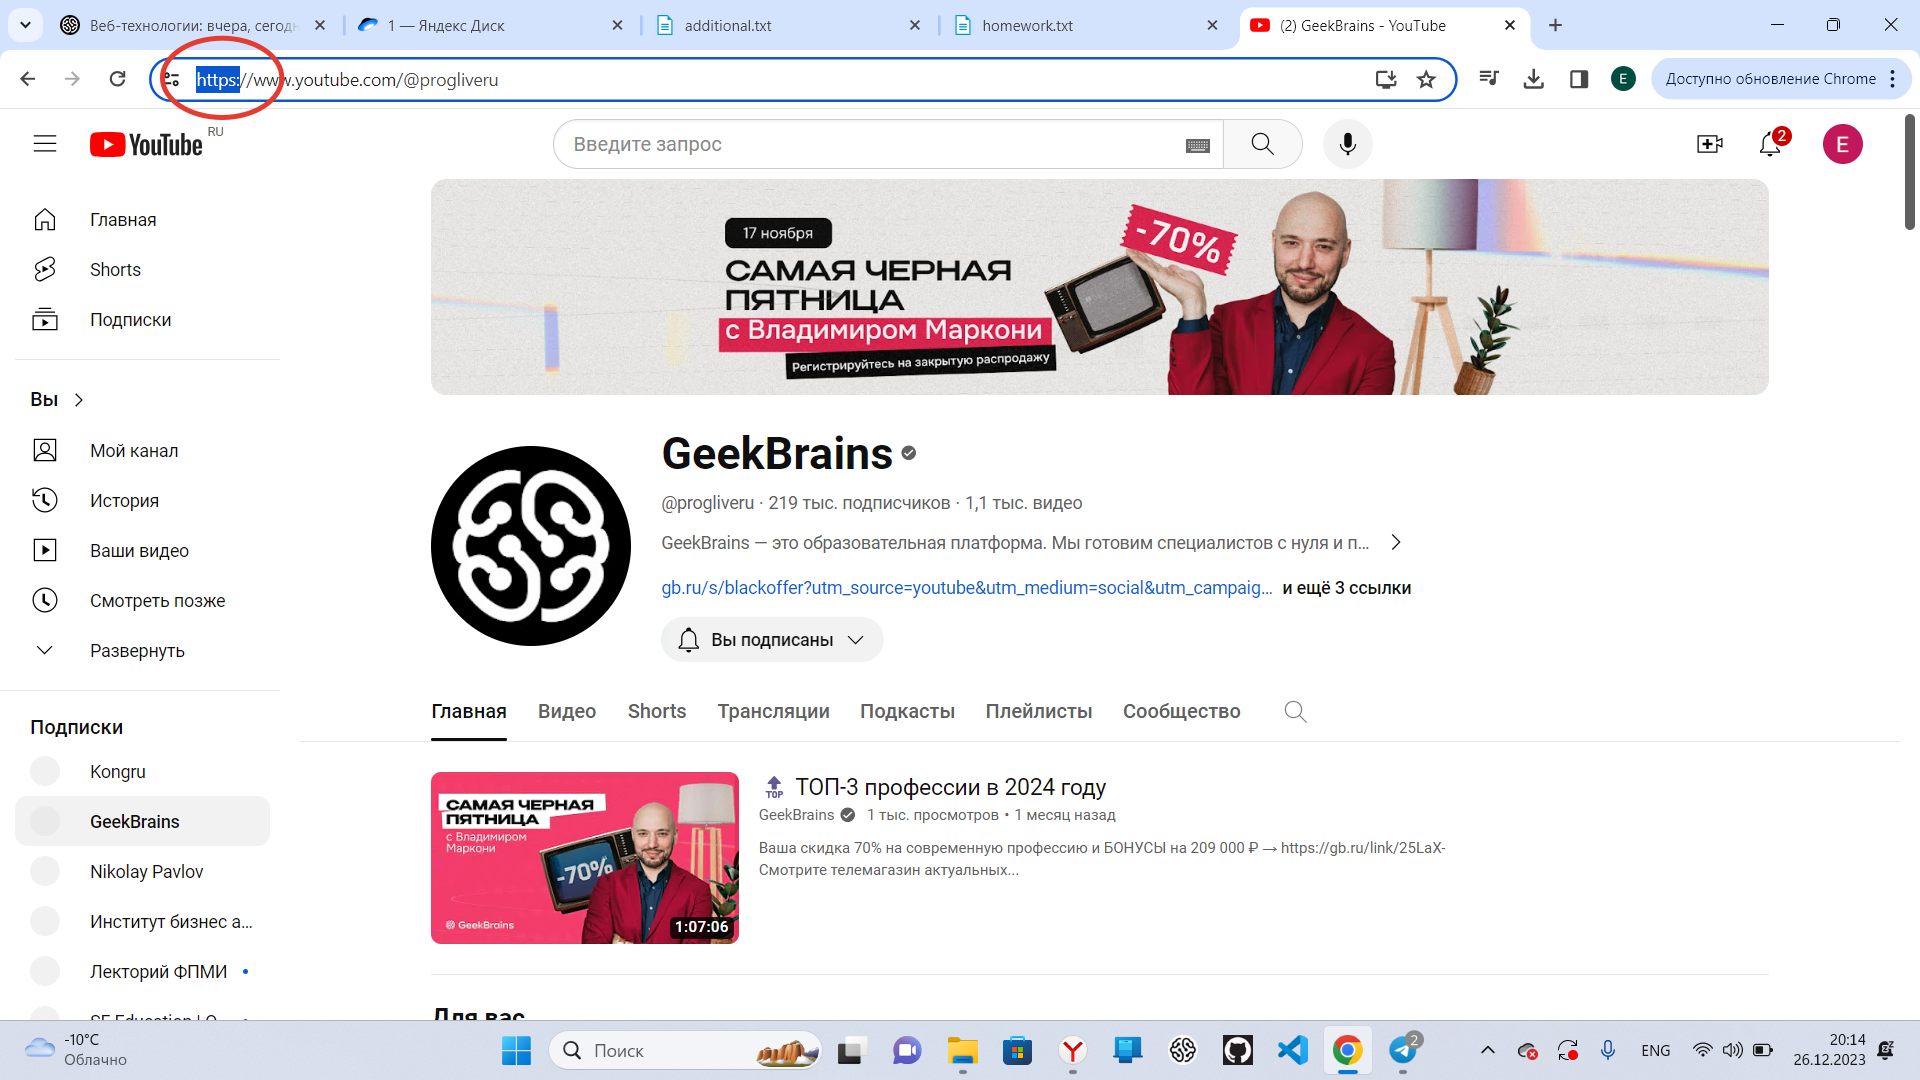 Веб-технологии: вчера, сегодн
1 — Яндекс Диск
additional.txt
homework.txt
(2) GeekBrains - YouTube
https://www.youtube.com/@progliveru
E
Доступно обновление Chrome
YouTube
RU
Введите запрос
2
E
Главная
Shorts
Подписки
Вы
Мой канал
История
Ваши видео
Смотреть позже
Развернуть
Подписки
Kongru
GeekBrains
Nikolay Pavlov
Институт бизнес а...
Лекторий ФПМИ
17 ноября
САМАЯ ЧЕРНАЯ
ПЯТНИЦА
с Владимиром Маркони
Регистрируйтесь на закрытую распродажу
-70%
GeekBrains
@progliveru · 219 тыс. подписчиков · 1,1 тыс. видео
GeekBrains — это образовательная платформа. Мы готовим специалистов с нуля и п...
gb.ru/s/blackoffer?utm_source=youtube&utm_medium=social&utm_campaig... и ещё 3 ссылки
Вы подписаны
Главная Видео Shorts Трансляции Подкасты Плейлисты Сообщество
САМАЯ ЧЕРНАЯ
ПЯТНИЦА
с Владимиром
Маркони
-70%
GeekBrains
1:07:06
TOP ТОП-3 профессии в 2024 году
GeekBrains 1 тыс. просмотров • 1 месяц назад
Ваша скидка 70% на современную профессию и БОНУСЫ на 209 000 ₽ → https://gb.ru/link/25LaX-
Смотрите телемагазин актуальных...
Для вас
-10°C
Облачно
Поиск
2
ENG
20:14
26.12.2023